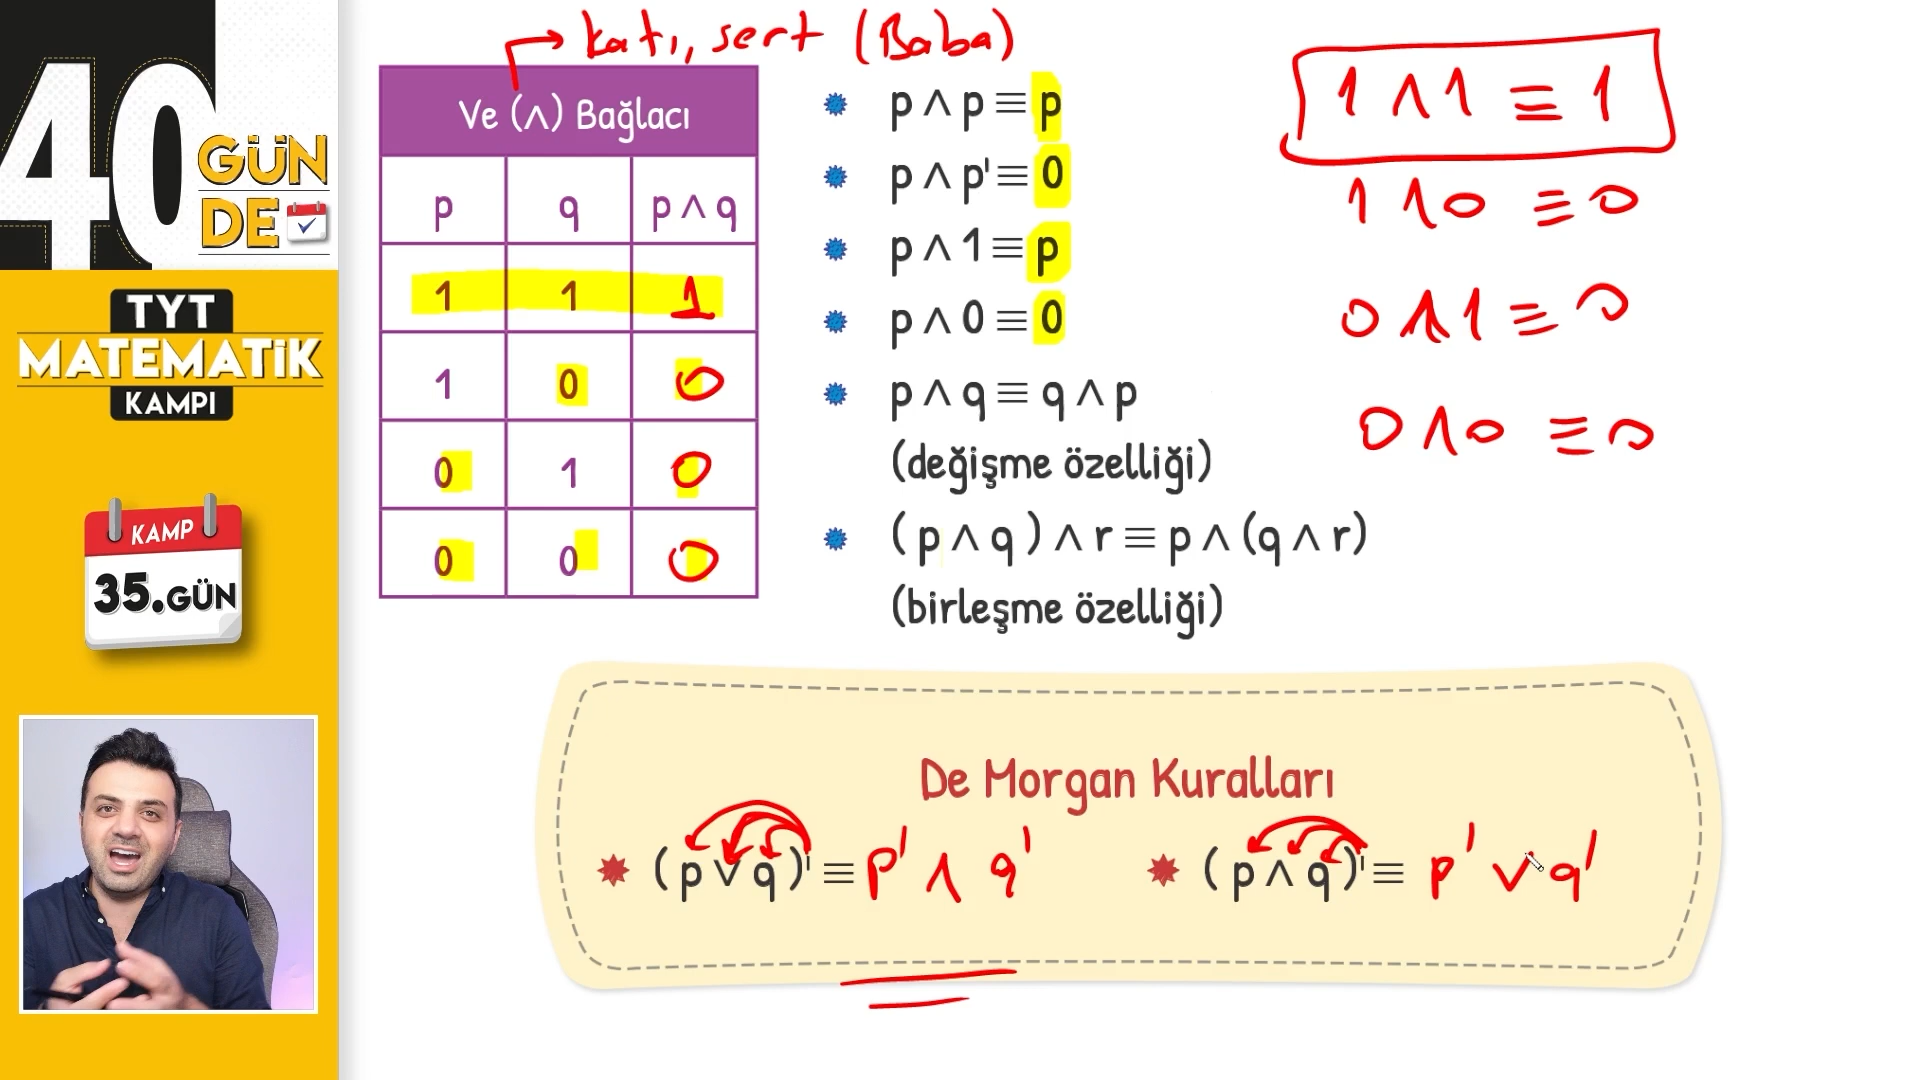 40
GÜN
DE
TYT
MATEMATİK
KAMPI
KAMP
35.GÜN
katı, sert (Baba)
Ve (∧) Bağlacı
p q p ∧ q
1 1 1
1 0 0
0 1 0
0 0 0
p ∧ p ≡ p
p ∧ p' ≡ 0
p ∧ 1 ≡ p
p ∧ 0 ≡ 0
p ∧ q ≡ q ∧ p
(değişme özelliği)
( p ∧ q ) ∧ r ≡ p ∧ (q ∧ r)
(birleşme özelliği)
1 ∧ 1 ≡ 1
1 ∧ 0 ≡ 0
0 ∧ 1 ≡ 0
0 ∧ 0 ≡ 0
De Morgan Kuralları
(p ∨ q)' ≡ p' ∧ q'
(p ∧ q)' ≡ p' ∨ q'